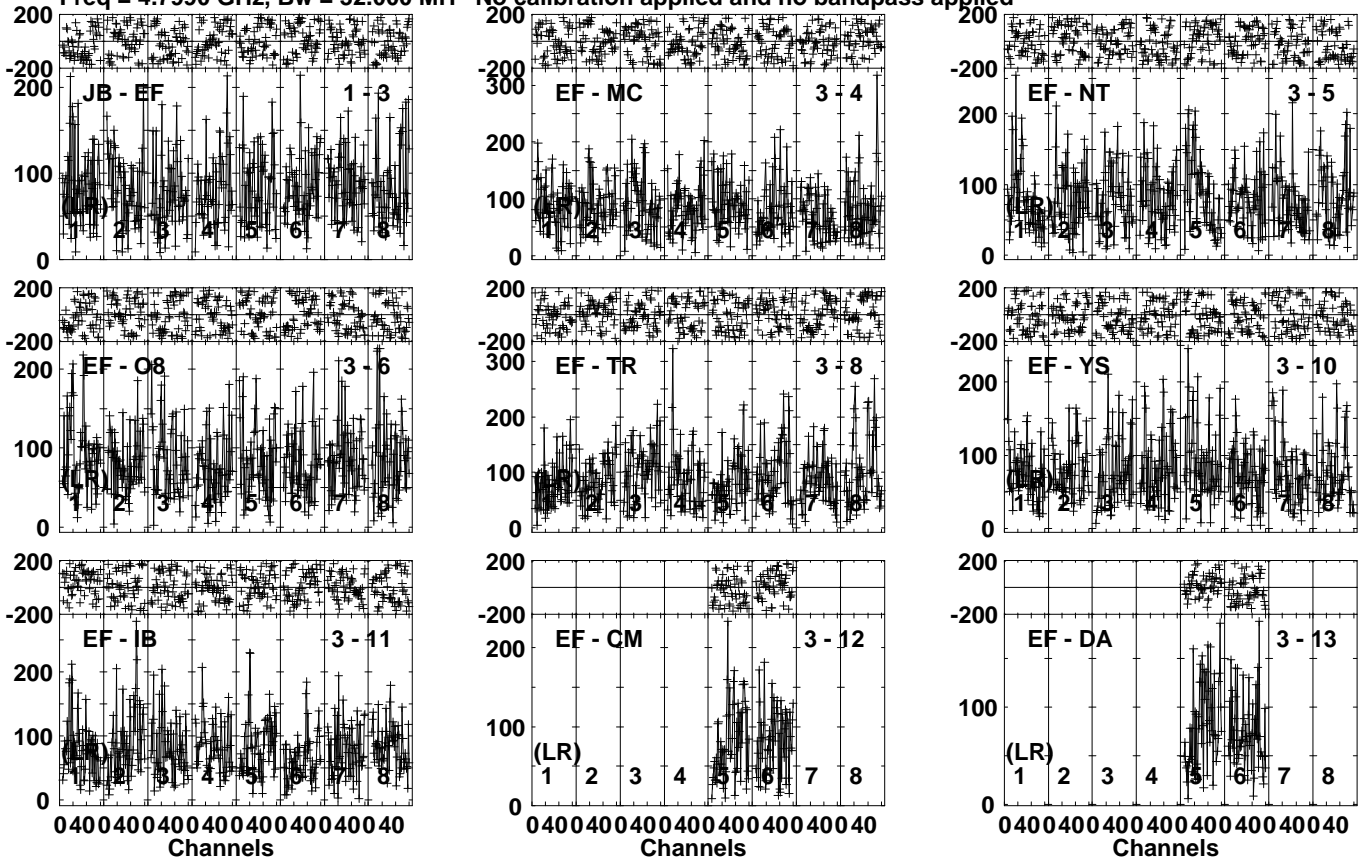 Freq = 4.7990 GHz, Bw = 32.000 MH No calibration applied and no bandpass applied
200
-200
JB - EF 1 - 3
200
100
0
(LR)
1 2 3 4 5 6 7 8
200
-200
EF - MC 3 - 4
300
200
100
0
(LR)
1 2 3 4 5 6 7 8
200
-200
EF - NT 3 - 5
200
100
0
(LR)
1 2 3 4 5 6 7 8
200
-200
EF - O8 3 - 6
200
100
0
(LR)
1 2 3 4 5 6 7 8
200
-200
EF - TR 3 - 8
300
200
100
0
(LR)
1 2 3 4 5 6 7 8
200
-200
EF - YS 3 - 10
200
100
0
(LR)
1 2 3 4 5 6 7 8
200
-200
EF - IB 3 - 11
200
100
0
(LR)
1 2 3 4 5 6 7 8
0 40 0 40 0 40 0 40 0 40 0 40 0 40 0 40
Channels
200
-200
EF - CM 3 - 12
200
100
0
(LR)
1 2 3 4 5 6 7 8
0 40 0 40 0 40 0 40 0 40 0 40 0 40 0 40
Channels
200
-200
EF - DA 3 - 13
100
0
(LR)
1 2 3 4 5 6 7 8
0 40 0 40 0 40 0 40 0 40 0 40 0 40 0 40
Channels